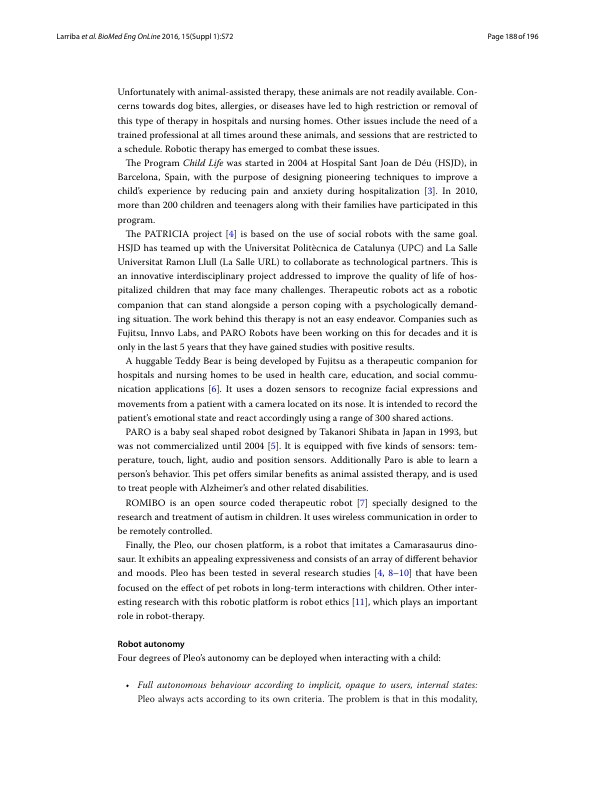 Larriba et al. BioMed Eng OnLine 2016, 15(Suppl 1):S72
Page 188 of 196
Unfortunately with animal-assisted therapy, these animals are not readily available. Con-
cerns towards dog bites, allergies, or diseases have led to high restriction or removal of
this type of therapy in hospitals and nursing homes. Other issues include the need of a
trained professional at all times around these animals, and sessions that are restricted to
a schedule. Robotic therapy has emerged to combat these issues.
The Program Child Life was started in 2004 at Hospital Sant Joan de Déu (HSJD), in
Barcelona, Spain, with the purpose of designing pioneering techniques to improve a
child's experience by reducing pain and anxiety during hospitalization [3]. In 2010,
more than 200 children and teenagers along with their families have participated in this
program.
The PATRICIA project [4] is based on the use of social robots with the same goal.
HSJD has teamed up with the Universitat Politècnica de Catalunya (UPC) and La Salle
Universitat Ramon Llull (La Salle URL) to collaborate as technological partners. This is
an innovative interdisciplinary project addressed to improve the quality of life of hos-
pitalized children that may face many challenges. Therapeutic robots act as a robotic
companion that can stand alongside a person coping with a psychologically demand-
ing situation. The work behind this therapy is not an easy endeavor. Companies such as
Fujitsu, Innvo Labs, and PARO Robots have been working on this for decades and it is
only in the last 5 years that they have gained studies with positive results.
A huggable Teddy Bear is being developed by Fujitsu as a therapeutic companion for
hospitals and nursing homes to be used in health care, education, and social commu-
nication applications [6]. It uses a dozen sensors to recognize facial expressions and
movements from a patient with a camera located on its nose. It is intended to record the
patient's emotional state and react accordingly using a range of 300 shared actions.
PARO is a baby seal shaped robot designed by Takanori Shibata in Japan in 1993, but
was not commercialized until 2004 [5]. It is equipped with five kinds of sensors: tem-
perature, touch, light, audio and position sensors. Additionally Paro is able to learn a
person's behavior. This pet offers similar benefits as animal assisted therapy, and is used
to treat people with Alzheimer's and other related disabilities.
ROMIBO is an open source coded therapeutic robot [7] specially designed to the
research and treatment of autism in children. It uses wireless communication in order to
be remotely controlled.
Finally, the Pleo, our chosen platform, is a robot that imitates a Camarasaurus dino-
saur. It exhibits an appealing expressiveness and consists of an array of different behavior
and moods. Pleo has been tested in several research studies [4, 8–10] that have been
focused on the effect of pet robots in long-term interactions with children. Other inter-
esting research with this robotic platform is robot ethics [11], which plays an important
role in robot-therapy.
Robot autonomy
Four degrees of Pleo's autonomy can be deployed when interacting with a child:
• Full autonomous behaviour according to implicit, opaque to users, internal states:
Pleo always acts according to its own criteria. The problem is that in this modality,